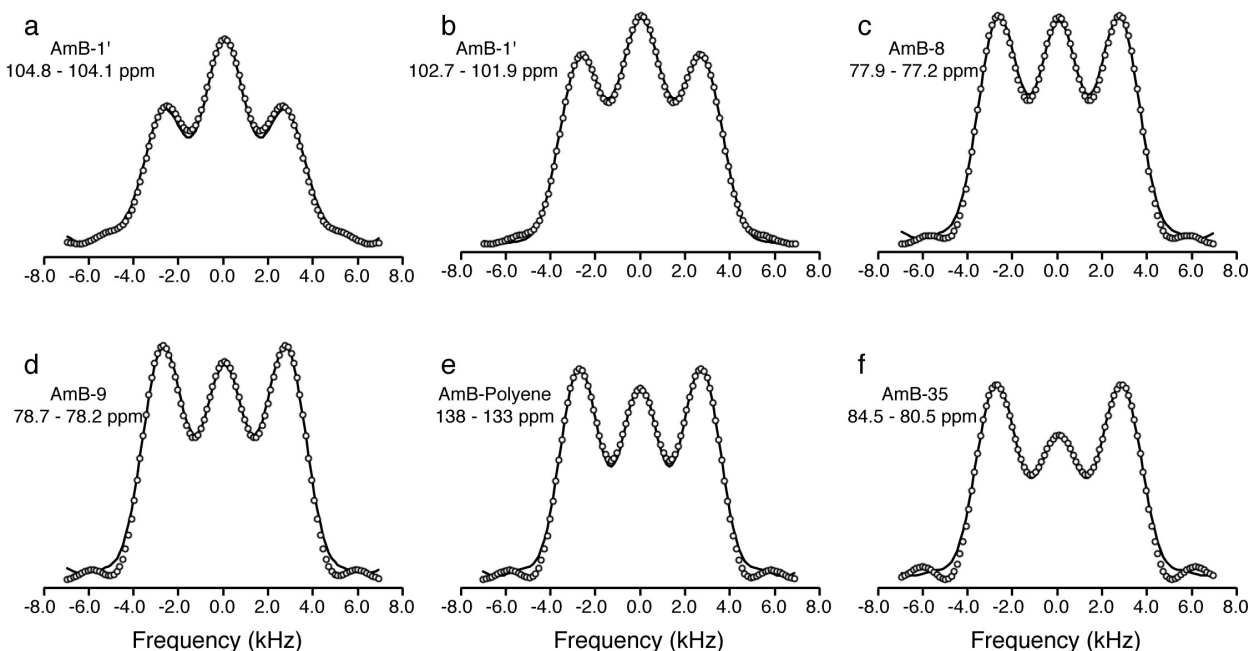 a
AmB-1'
104.8 - 104.1 ppm
-8.0 -6.0 -4.0 -2.0 0.0 2.0 4.0 6.0 8.0
b
AmB-1'
102.7 - 101.9 ppm
-8.0 -6.0 -4.0 -2.0 0.0 2.0 4.0 6.0 8.0
c
AmB-8
77.9 - 77.2 ppm
-8.0 -6.0 -4.0 -2.0 0.0 2.0 4.0 6.0 8.0
d
AmB-9
78.7 - 78.2 ppm
-8.0 -6.0 -4.0 -2.0 0.0 2.0 4.0 6.0 8.0
Frequency (kHz)
e
AmB-Polyene
138 - 133 ppm
-8.0 -6.0 -4.0 -2.0 0.0 2.0 4.0 6.0 8.0
Frequency (kHz)
f
AmB-35
84.5 - 80.5 ppm
-8.0 -6.0 -4.0 -2.0 0.0 2.0 4.0 6.0 8.0
Frequency (kHz)